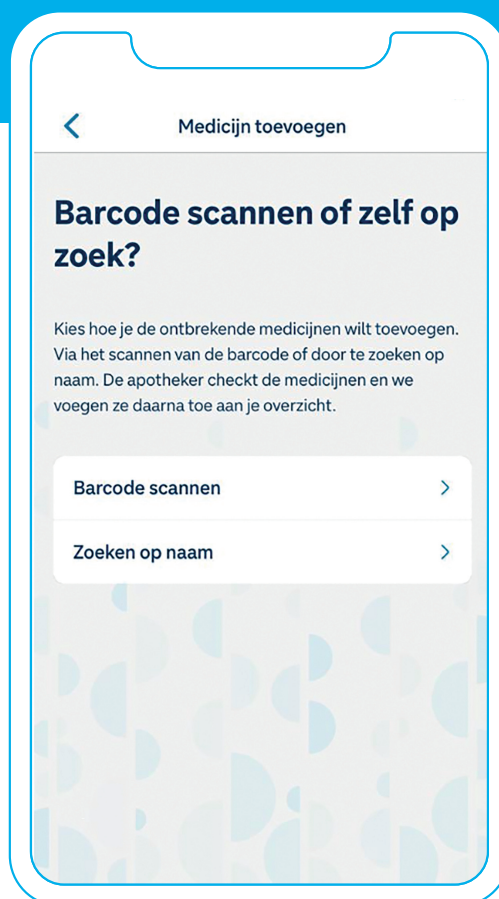 Medicijn toevoegen
Barcode scannen of zelf op
zoek?
Kies hoe je de ontbrekende medicijnen wilt toevoegen.
Via het scannen van de barcode of door te zoeken op
naam. De apotheker checkt de medicijnen en we
voegen ze daarna toe aan je overzicht.
Barcode scannen
Zoeken op naam